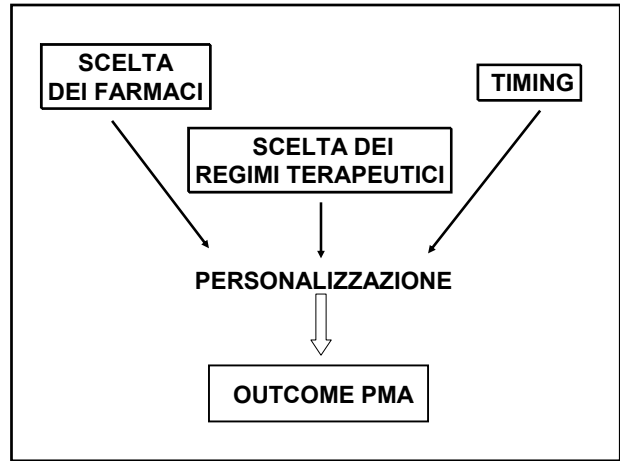 SCELTA
DEI FARMACI
TIMING
SCELTA DEI
REGIMI TERAPEUTICI
PERSONALIZZAZIONE
OUTCOME PMA